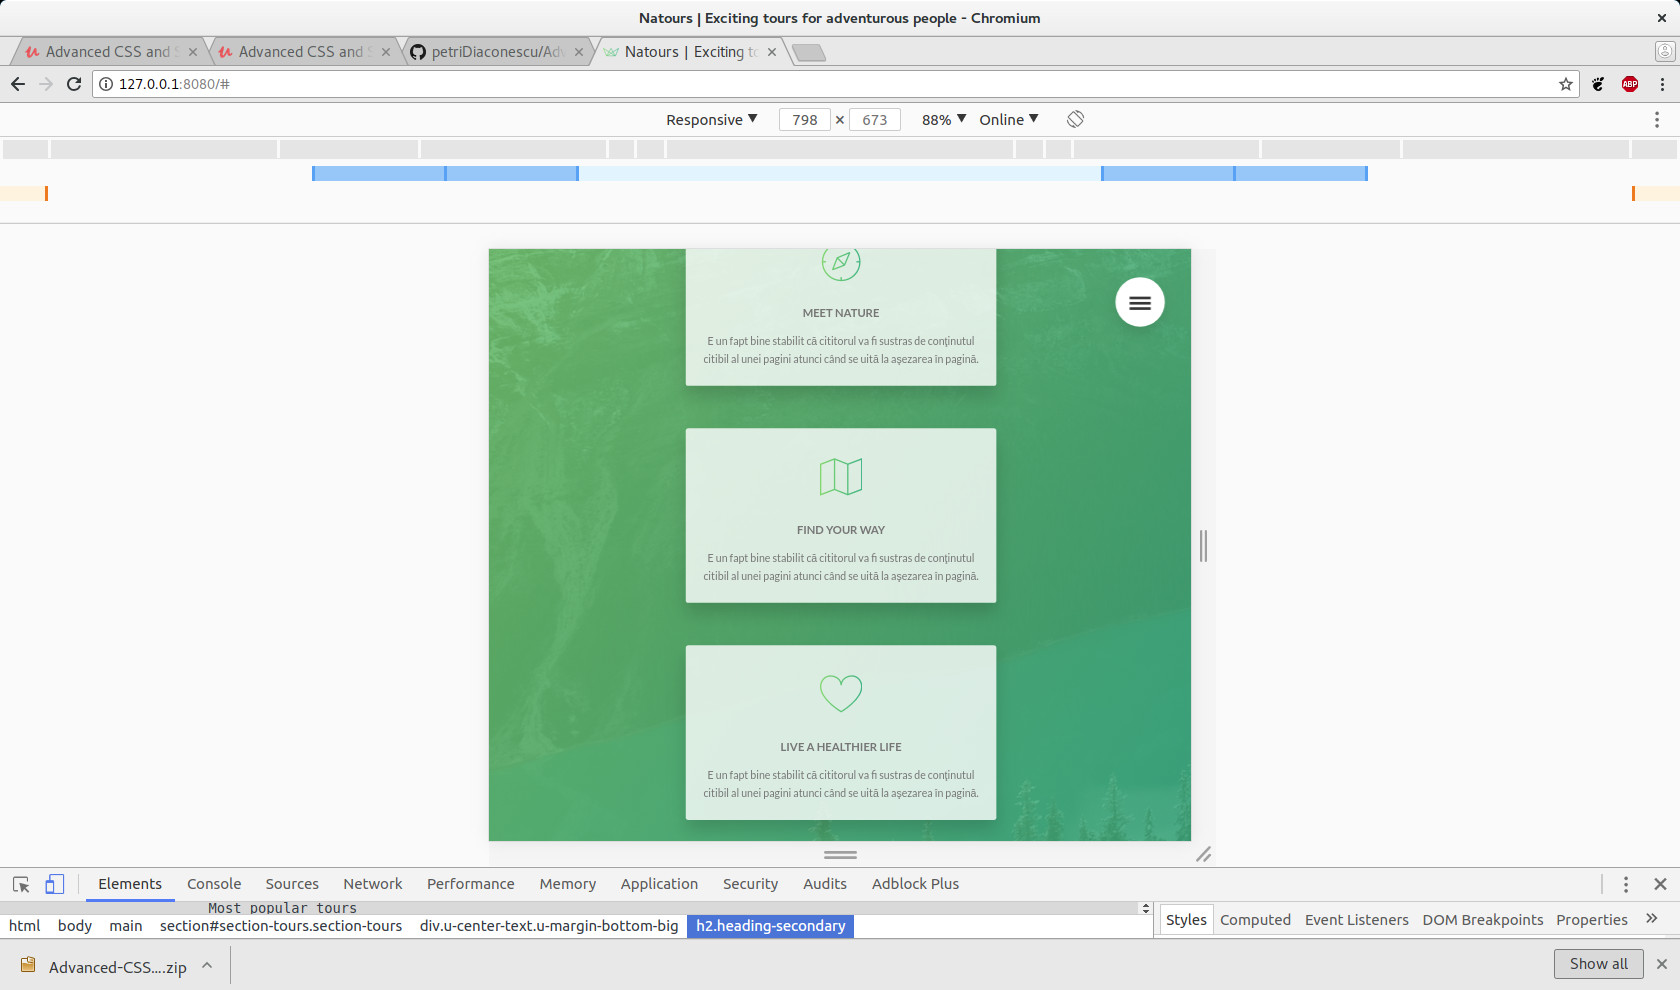 Natours | Exciting tours for adventurous people - Chromium
Advanced CSS and S
Advanced CSS and S
petriDiaconescu/Adv
Natours | Exciting to
127.0.0.1:8080/#
ABP
Responsive 798 × 673 88% Online
MEET NATURE
E un fapt bine stabilit că cititorul va fi sustras de conținutul
citibil al unei pagini atunci când se uită la așezarea în pagină.
FIND YOUR WAY
E un fapt bine stabilit că cititorul va fi sustras de conținutul
citibil al unei pagini atunci când se uită la așezarea în pagină.
LIVE A HEALTHIER LIFE
E un fapt bine stabilit că cititorul va fi sustras de conținutul
citibil al unei pagini atunci când se uită la așezarea în pagină.
Elements Console Sources Network Performance Memory Application Security Audits Adblock Plus
Most popular tours
html body main section#section-tours.section-tours div.u-center-text.u-margin-bottom-big h2.heading-secondary
Styles Computed Event Listeners DOM Breakpoints Properties »
Advanced-CSS....zip
Show all